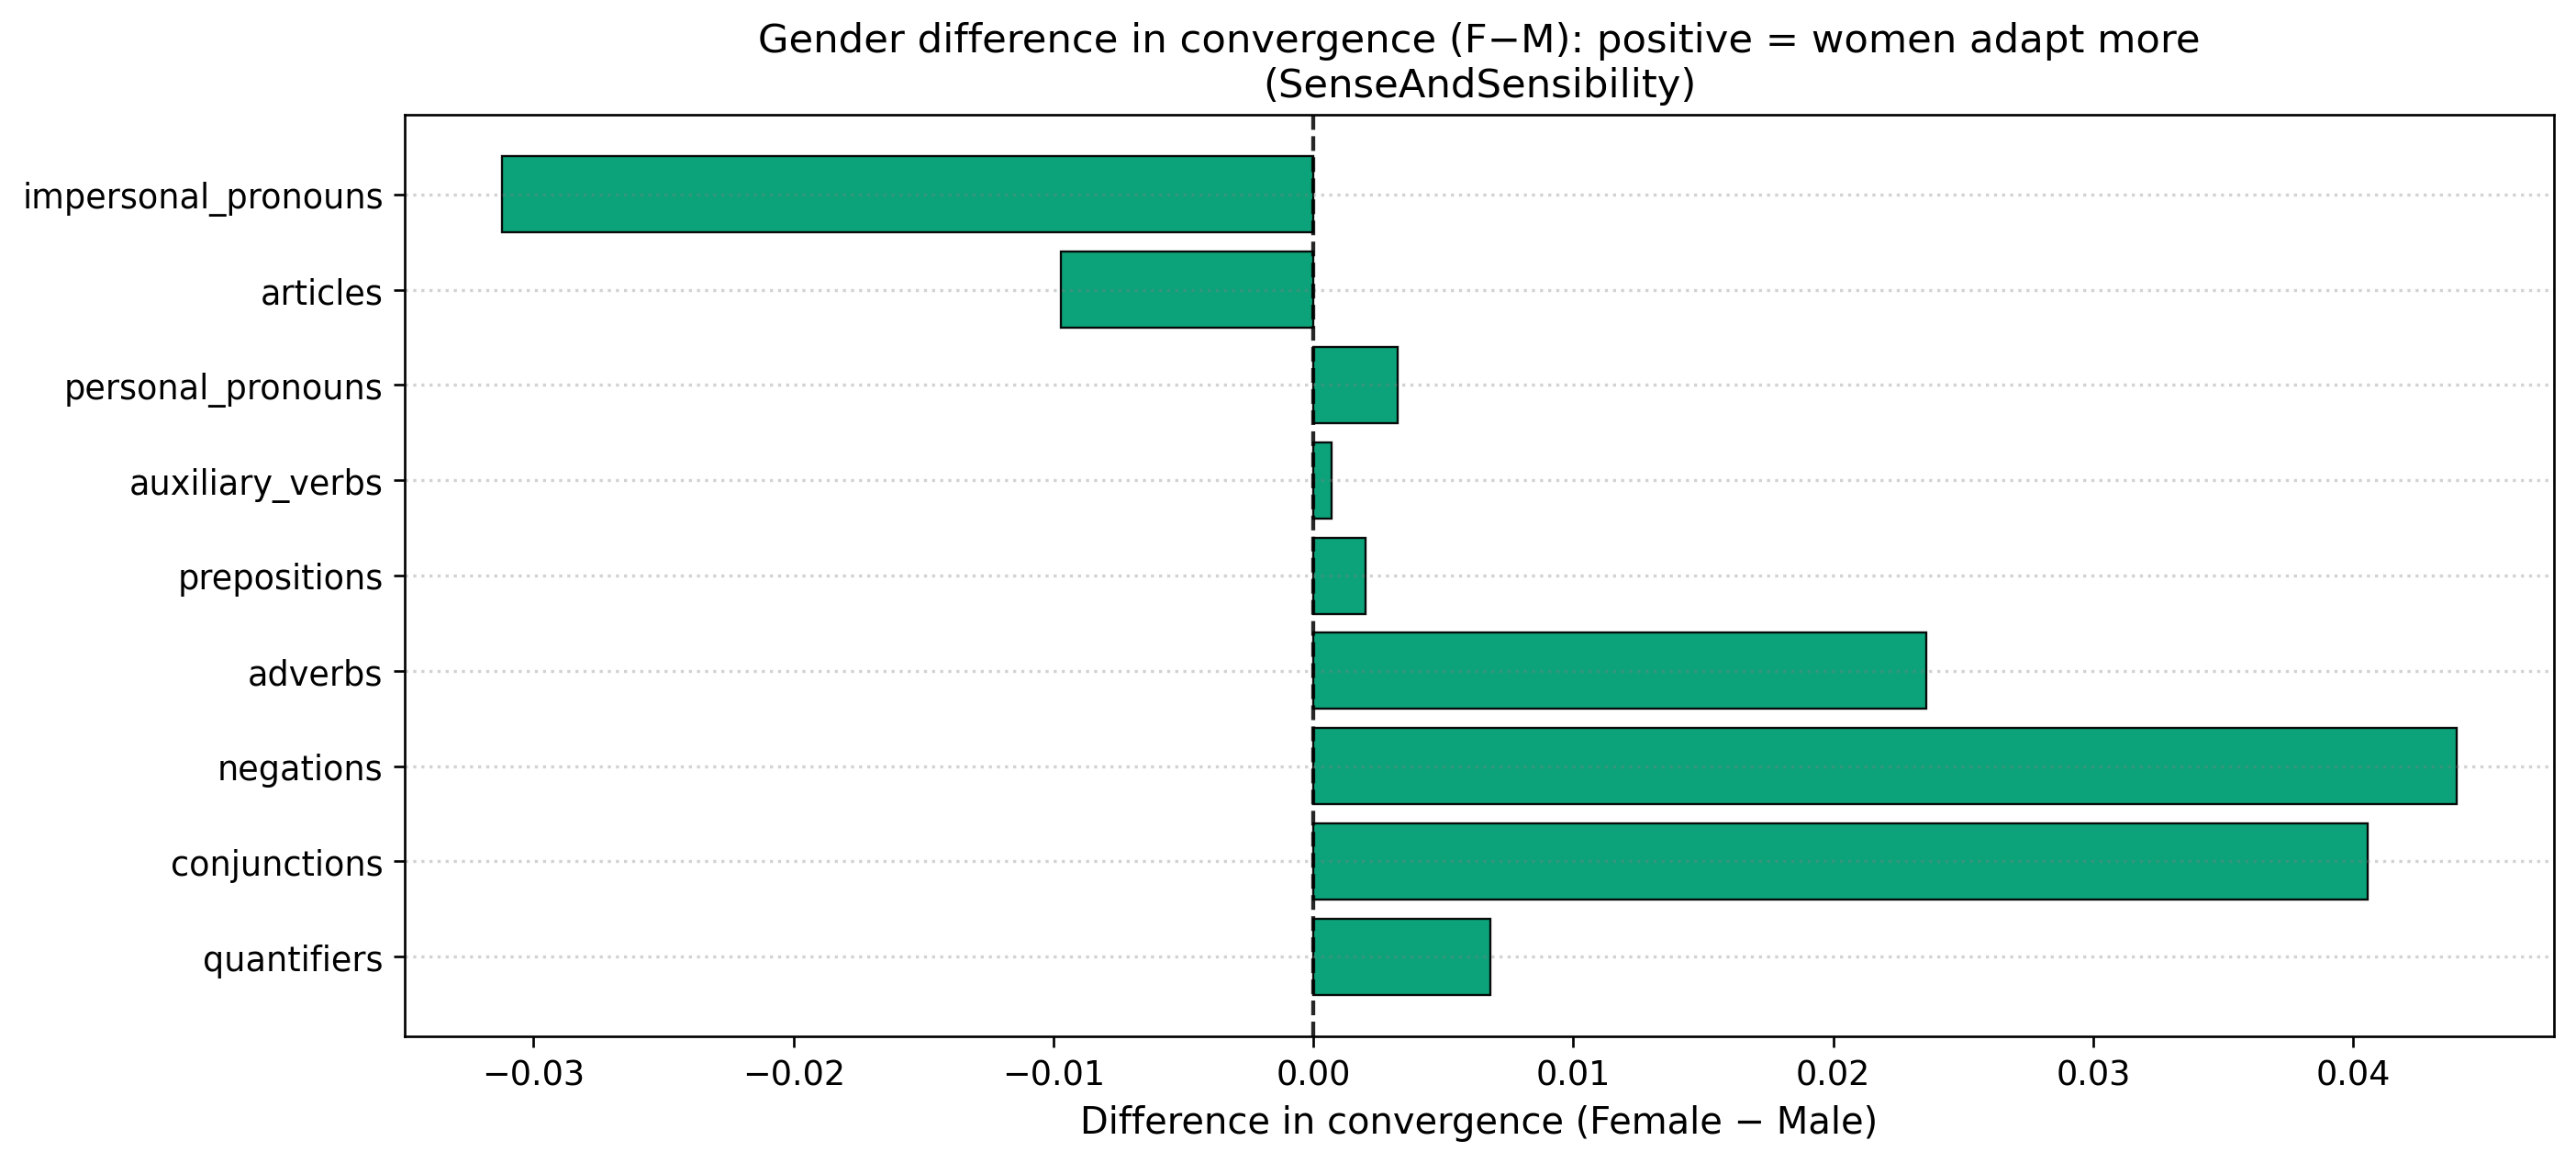 Gender difference in convergence (F−M): positive = women adapt more
(SenseAndSensibility)
impersonal_pronouns
articles
personal_pronouns
auxiliary_verbs
prepositions
adverbs
negations
conjunctions
quantifiers
−0.03 −0.02 −0.01 0.00 0.01 0.02 0.03 0.04
Difference in convergence (Female − Male)